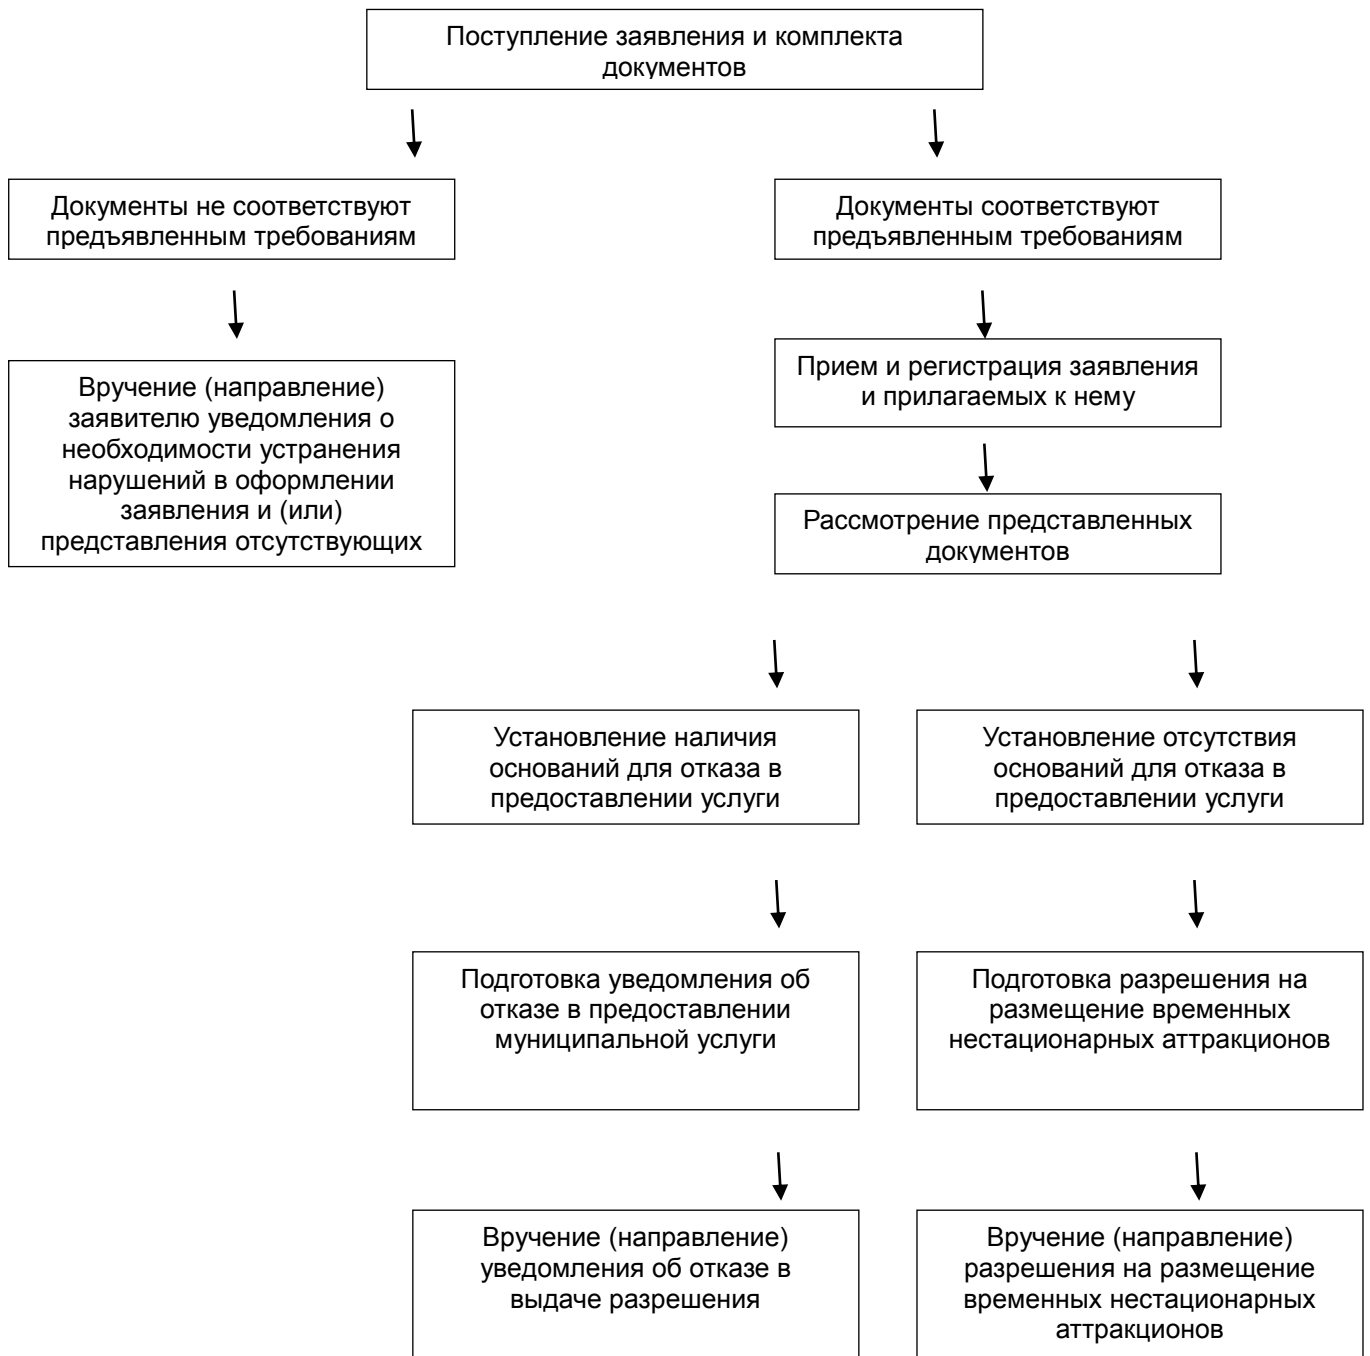 Поступление заявления и комплекта
документов
Документы не соответствуют
предъявленным требованиям
Документы соответствуют
предъявленным требованиям
Вручение (направление)
заявителю уведомления о
необходимости устранения
нарушений в оформлении
заявления и (или)
представления отсутствующих
Прием и регистрация заявления
и прилагаемых к нему
Рассмотрение представленных
документов
Установление наличия
оснований для отказа в
предоставлении услуги
Установление отсутствия
оснований для отказа в
предоставлении услуги
Подготовка уведомления об
отказе в предоставлении
муниципальной услуги
Подготовка разрешения на
размещение временных
нестационарных аттракционов
Вручение (направление)
уведомления об отказе в
выдаче разрешения
Вручение (направление)
разрешения на размещение
временных нестационарных
аттракционов